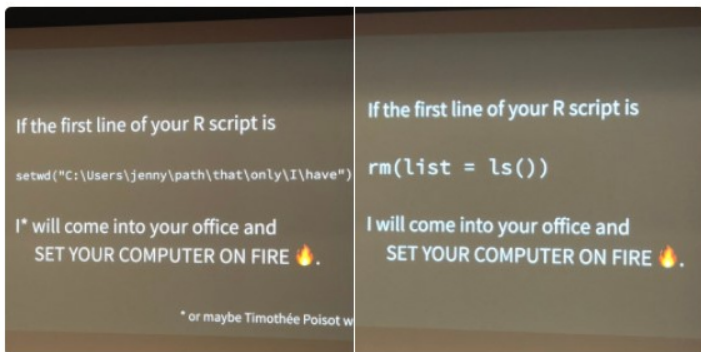 If the first line of your R script is
setwd("C:\Users\jenny\path\that\only\I\have")
I* will come into your office and
SET YOUR COMPUTER ON FIRE 🔥.
* or maybe Timothée Poisot w
If the first line of your R script is
rm(list = ls())
I will come into your office and
SET YOUR COMPUTER ON FIRE 🔥.